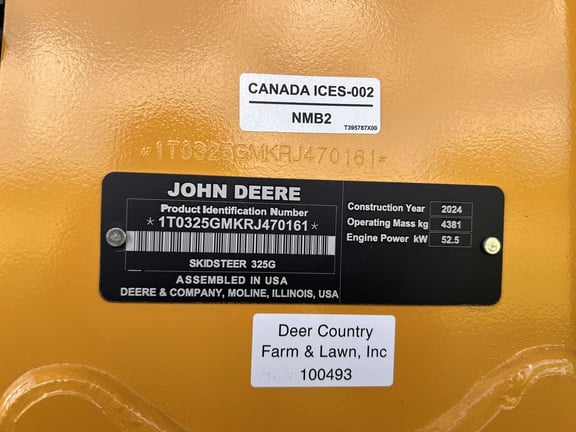 CANADA ICES-002
NMB2
T395787X00
*1T0325GMKRJ470161*
JOHN DEERE
Product Identification Number
*1T0325GMKRJ470161*
SKIDSTEER 325G
ASSEMBLED IN USA
DEERE & COMPANY, MOLINE, ILLINOIS, USA
Construction Year 2024
Operating Mass kg 4381
Engine Power kW 52.5
Deer Country
Farm & Lawn, Inc
100493